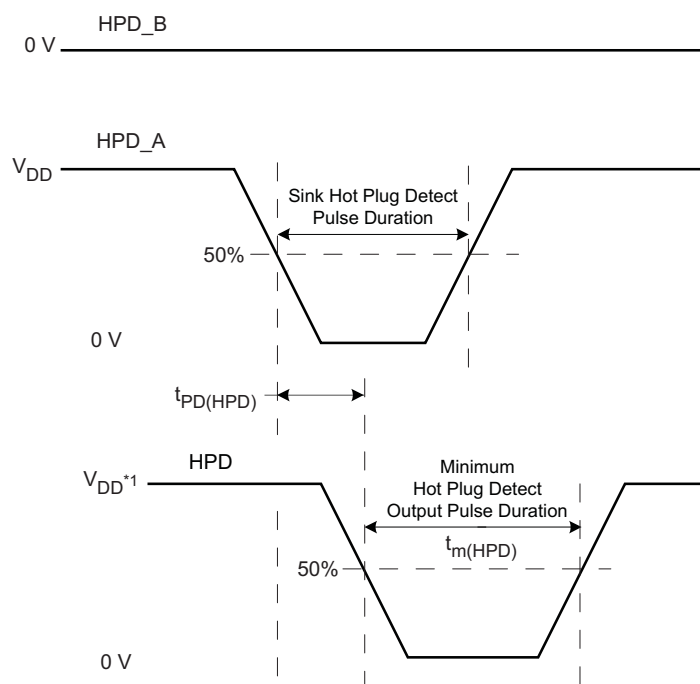 HPD_B
0 V
HPD_A
VDD
Sink Hot Plug Detect
Pulse Duration
50%
0 V
tPD(HPD)
HPD
VDD*1
Minimum
Hot Plug Detect
Output Pulse Duration
tm(HPD)
50%
0 V